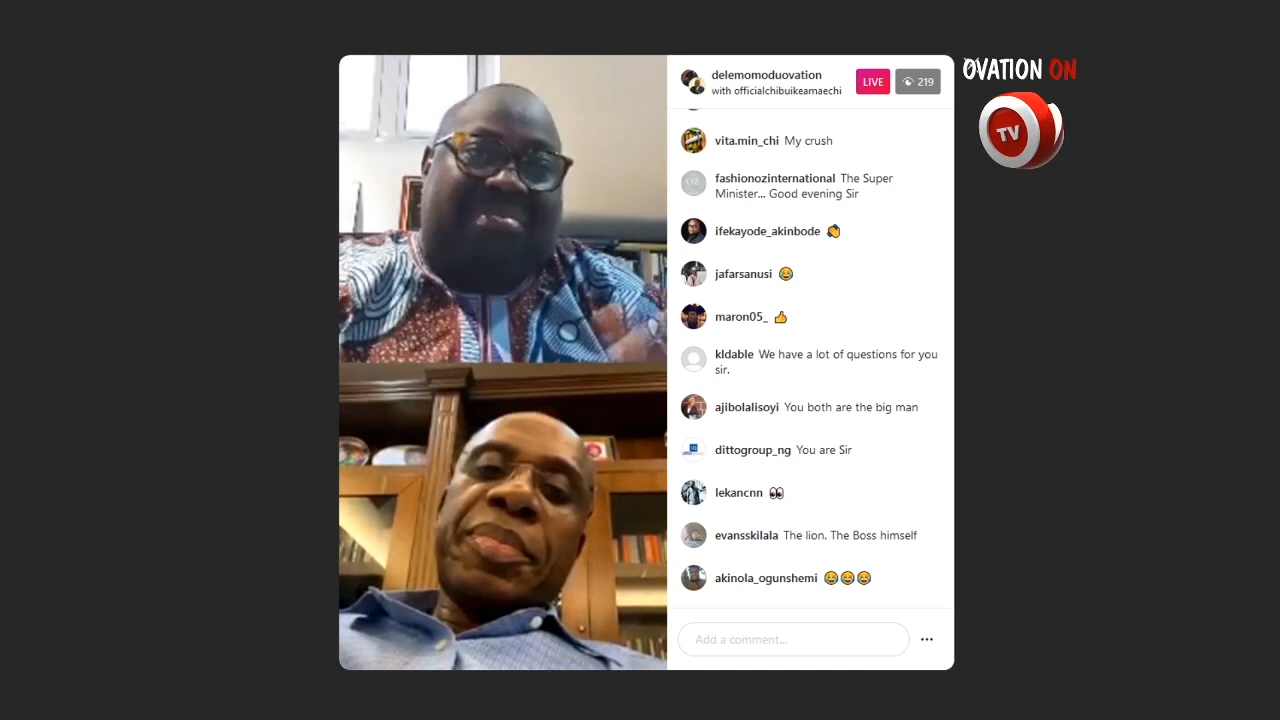 OVATION ON
TV
delemomoduovation
with officialchibuikeamaechi
LIVE
219
vita.min_chi My crush
fashionozinternational The Super
Minister... Good evening Sir
ifekayode_akinbode 👏
jafarsanusi 😂
maron05_ 👍
kldable We have a lot of questions for you
sir.
ajibolalisoyi You both are the big man
dittogroup_ng You are Sir
lekancnn 👀
evansskilala The lion. The Boss himself
akinola_ogunshemi 😂😂😂
Add a comment...